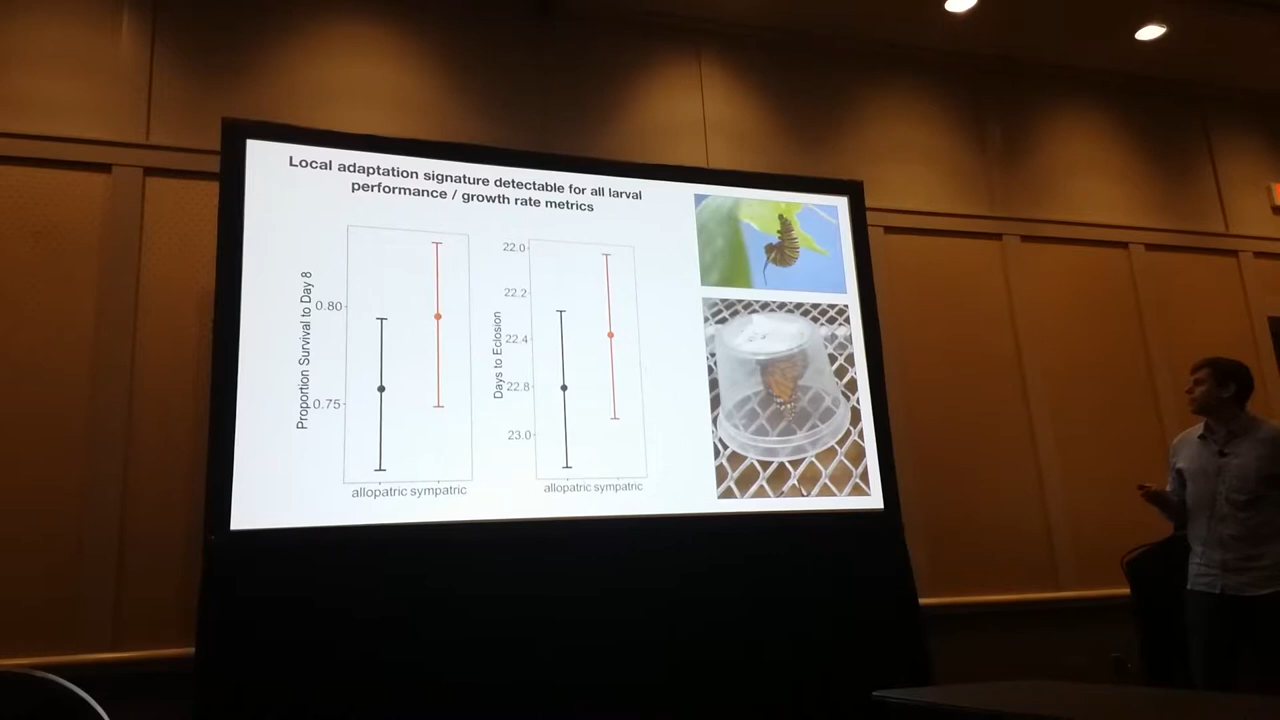 Local adaptation signature detectable for all larval
performance / growth rate metrics
Proportion Survival to Day 8
0.80
0.75
allopatric sympatric
Days to Eclosion
22.0
22.2
22.4
22.8
23.0
allopatric sympatric